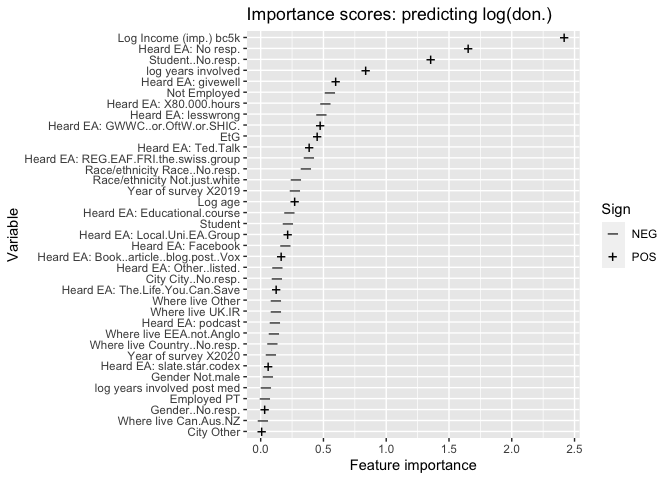 Importance scores: predicting log(don.)
Log Income (imp.) bc5k
Heard EA: No resp.
Student..No.resp.
log years involved
Heard EA: givewell
Not Employed
Heard EA: X80.000.hours
Heard EA: lesswrong
Heard EA: GWWC..or.OftW.or.SHIC.
EtG
Heard EA: Ted.Talk
Heard EA: REG.EAF.FRI.the.swiss.group
Race/ethnicity Race..No.resp.
Race/ethnicity Not.just.white
Year of survey X2019
Log age
Heard EA: Educational.course
Student
Heard EA: Local.Uni.EA.Group
Heard EA: Facebook
Heard EA: Book..article..blog.post..Vox
Heard EA: Other..listed.
City City..No.resp.
Heard EA: The.Life.You.Can.Save
Where live Other
Where live UK.IR
Heard EA: podcast
Where live EEA.not.Anglo
Where live Country..No.resp.
Year of survey X2020
Heard EA: slate.star.codex
Gender Not.male
log years involved post med
Employed PT
Gender..No.resp.
Where live Can.Aus.NZ
City Other
Variable
0.0 0.5 1.0 1.5 2.0 2.5
Feature importance
Sign
NEG
POS